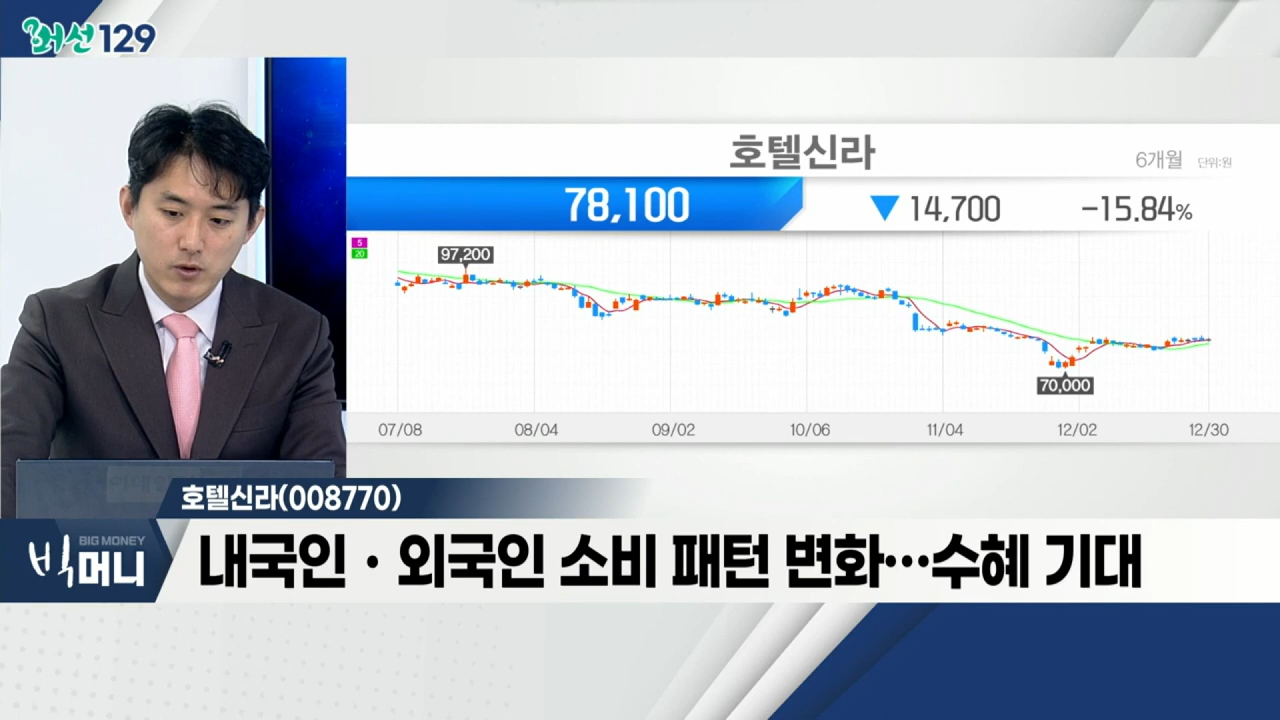 머선129
호텔신라
6개월 단위:원
78,100 ▼ 14,700 -15.84%
5
20
97,200
70,000
07/08 08/04 09/02 10/06 11/04 12/02 12/30
호텔신라(008770)
BIG MONEY
빅머니
내국인·외국인 소비 패턴 변화…수혜 기대